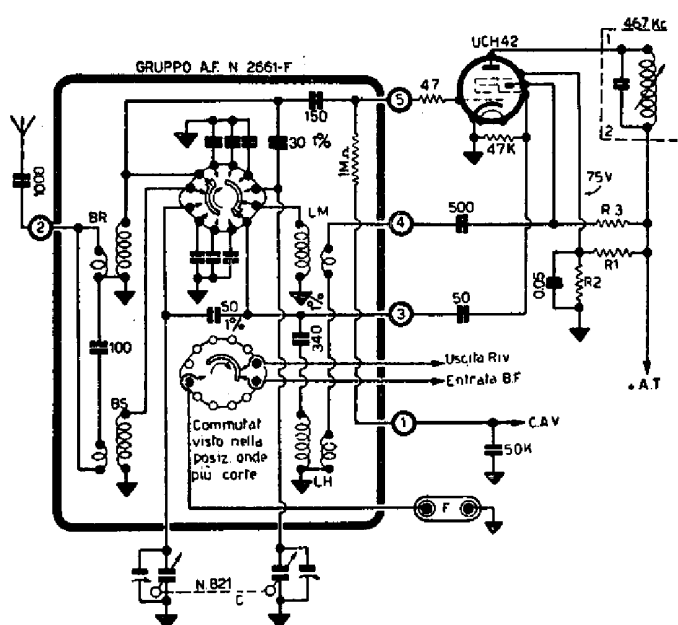 467 Kc
1
UCH42
GRUPPO A.F. N 2661-F
5
47
150
30 1%
47K
2
1000
1MΩ
75V
BR
LM
4
500
R3
2
R1
0.05
R2
50
1%
1%
3
50
340
100
Uscita Riv.
Entrata B.F
+A.T
BS
Commutat
visto nella
posiz. onde
più corte
1
C.A.V
50K
LH
F
N.821
C